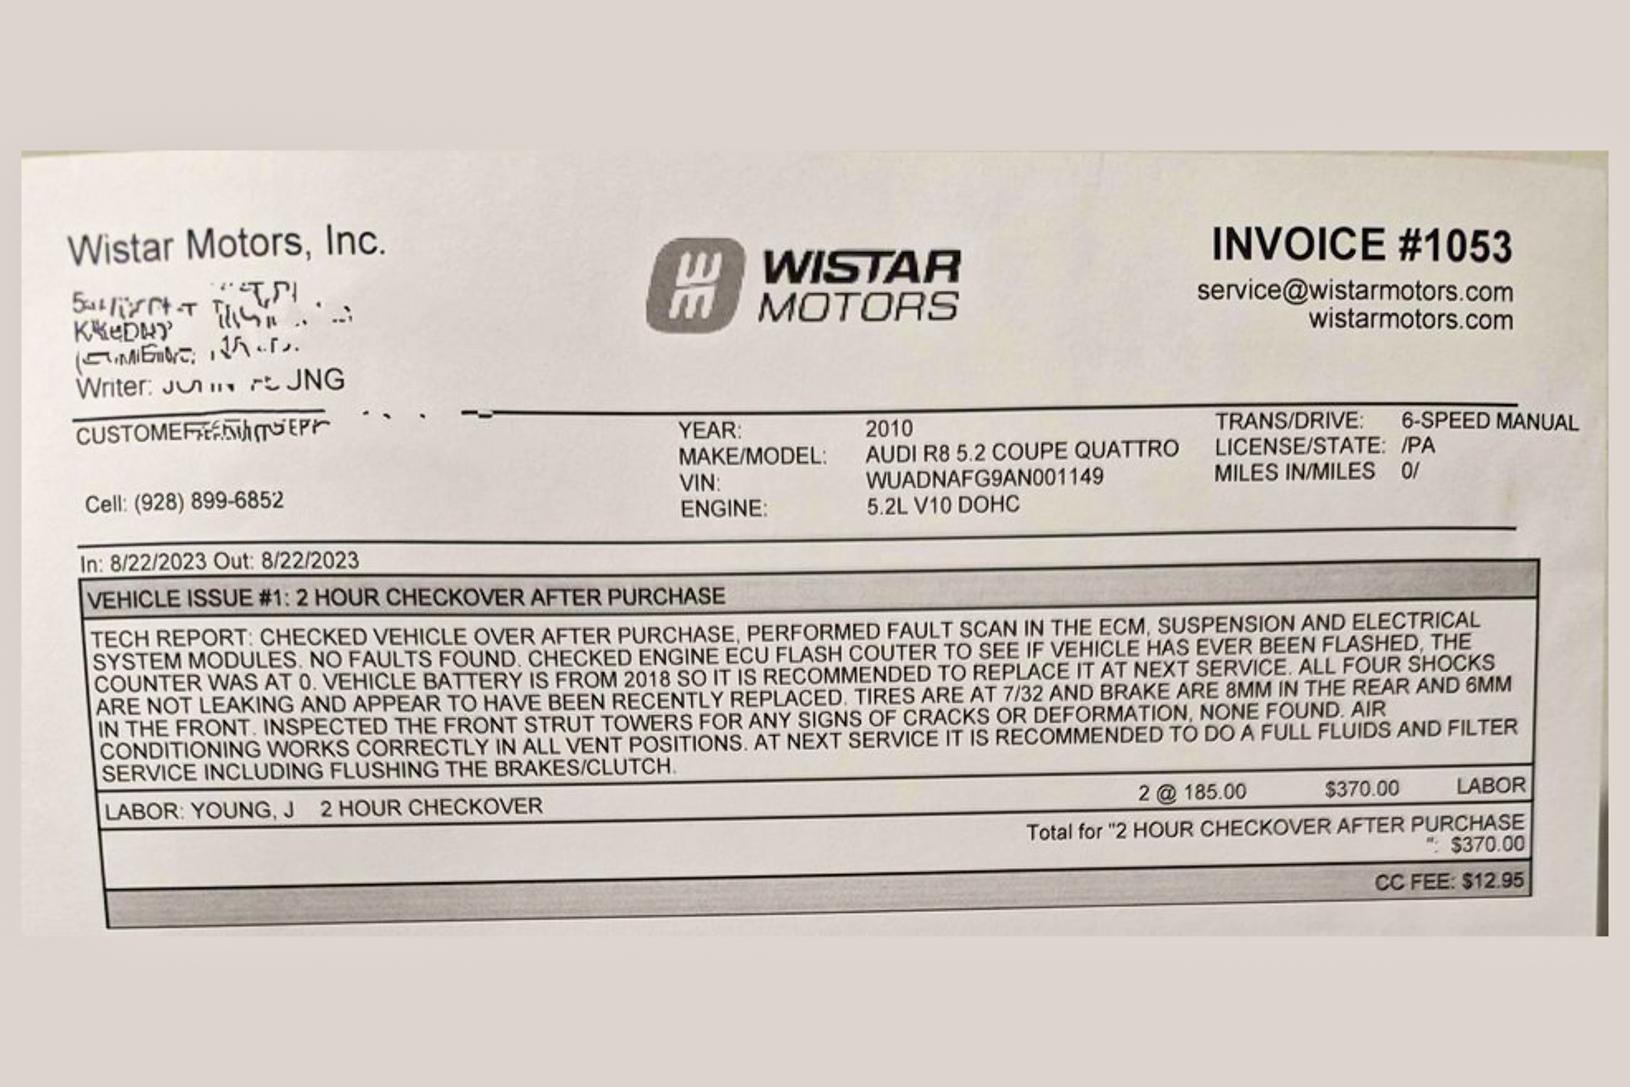 Wistar Motors, Inc.
WISTAR
MOTORS
INVOICE #1053
service@wistarmotors.com
wistarmotors.com
Writer:
Cell: (928) 899-6852
YEAR: 2010
MAKE/MODEL: AUDI R8 5.2 COUPE QUATTRO
VIN: WUADNAFG9AN001149
ENGINE: 5.2L V10 DOHC
TRANS/DRIVE: 6-SPEED MANUAL
LICENSE/STATE: /PA
MILES IN/MILES 0/
In: 8/22/2023 Out: 8/22/2023
VEHICLE ISSUE #1: 2 HOUR CHECKOVER AFTER PURCHASE
TECH REPORT: CHECKED VEHICLE OVER AFTER PURCHASE, PERFORMED FAULT SCAN IN THE ECM, SUSPENSION AND ELECTRICAL
SYSTEM MODULES. NO FAULTS FOUND. CHECKED ENGINE ECU FLASH COUTER TO SEE IF VEHICLE HAS EVER BEEN FLASHED, THE
COUNTER WAS AT 0. VEHICLE BATTERY IS FROM 2018 SO IT IS RECOMMENDED TO REPLACE IT AT NEXT SERVICE. ALL FOUR SHOCKS
ARE NOT LEAKING AND APPEAR TO HAVE BEEN RECENTLY REPLACED. TIRES ARE AT 7/32 AND BRAKE ARE 8MM IN THE REAR AND 6MM
IN THE FRONT. INSPECTED THE FRONT STRUT TOWERS FOR ANY SIGNS OF CRACKS OR DEFORMATION, NONE FOUND. AIR
CONDITIONING WORKS CORRECTLY IN ALL VENT POSITIONS. AT NEXT SERVICE IT IS RECOMMENDED TO DO A FULL FLUIDS AND FILTER
SERVICE INCLUDING FLUSHING THE BRAKES/CLUTCH.
LABOR: YOUNG, J 2 HOUR CHECKOVER 2 @ 185.00 $370.00 LABOR
Total for "2 HOUR CHECKOVER AFTER PURCHASE
": $370.00
CC FEE: $12.95